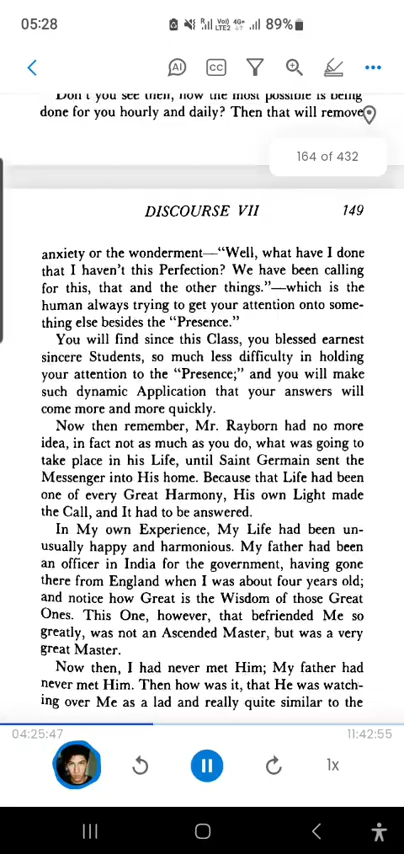 05:28
89%
AI
CC
Don't you see then, how the most possible is being
done for you hourly and daily? Then that will remove
164 of 432
DISCOURSE VII 149
anxiety or the wonderment—“Well, what have I done
that I haven’t this Perfection? We have been calling
for this, that and the other things.”—which is the
human always trying to get your attention onto some-
thing else besides the “Presence.”
You will find since this Class, you blessed earnest
sincere Students, so much less difficulty in holding
your attention to the “Presence;” and you will make
such dynamic Application that your answers will
come more and more quickly.
Now then remember, Mr. Rayborn had no more
idea, in fact not as much as you do, what was going to
take place in his Life, until Saint Germain sent the
Messenger into His home. Because that Life had been
one of every Great Harmony, His own Light made
the Call, and It had to be answered.
In My own Experience, My Life had been un-
usually happy and harmonious. My father had been
an officer in India for the government, having gone
there from England when I was about four years old;
and notice how Great is the Wisdom of those Great
Ones. This One, however, that befriended Me so
greatly, was not an Ascended Master, but was a very
great Master.
Now then, I had never met Him; My father had
never met Him. Then how was it, that He was watch-
ing over Me as a lad and really quite similar to the
04:25:47 11:42:55
1x